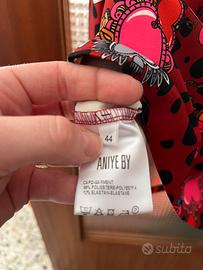 44
ANIYE BY
CAPO-GARMENT
POLIESTERE-POLYESTER
ELASTAN-ELASTANE
subito